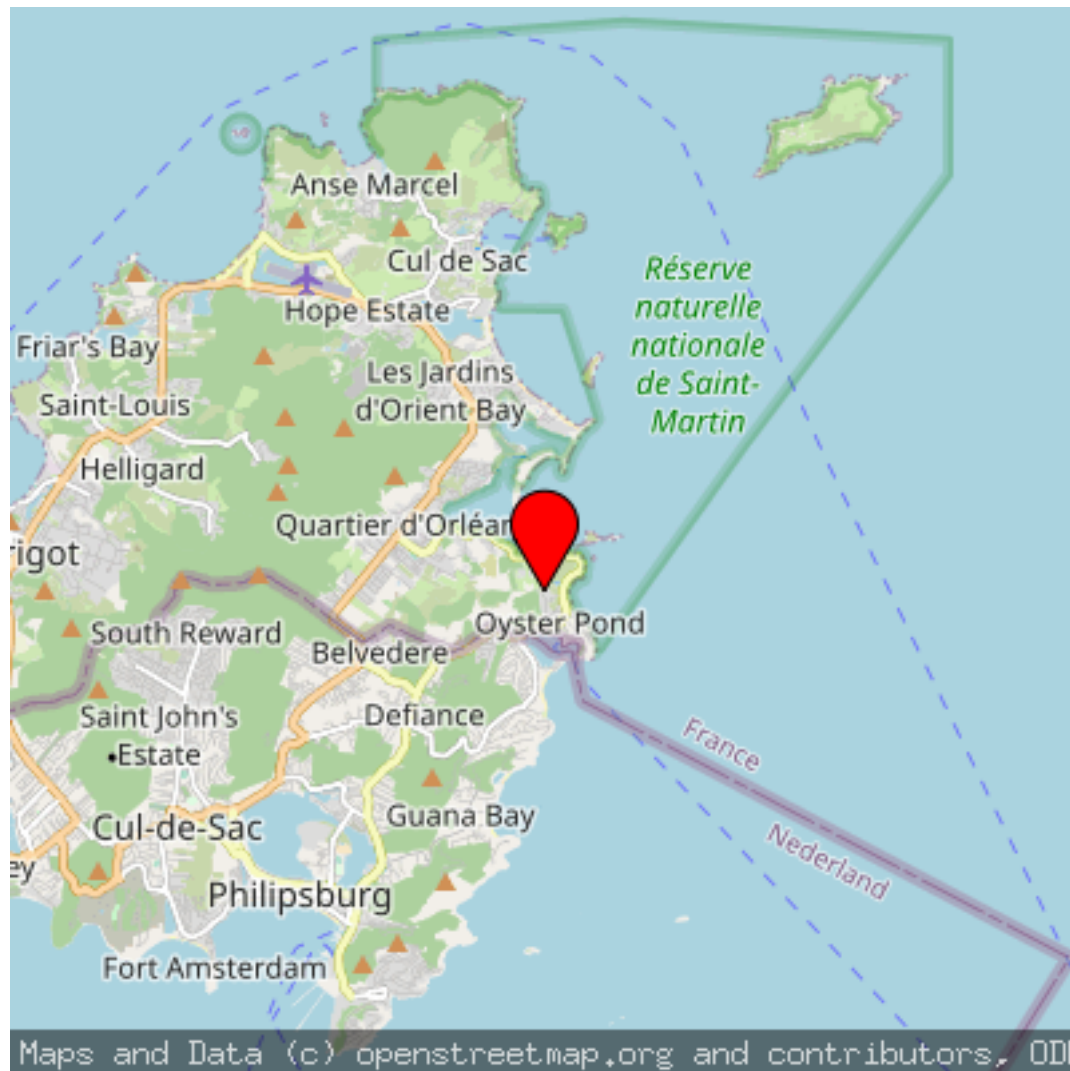 Anse Marcel
Cul de Sac
Réserve
naturelle
nationale
de Saint-
Martin
Hope Estate
Friar's Bay
Les Jardins
d'Orient Bay
Saint-Louis
Helligard
Quartier d'Orléan
rigot
Oyster Pond
South Reward
Belvedere
Saint John's
Estate
Defiance
France
Guana Bay
Cul-de-Sac
Nederland
ey
Philipsburg
Fort Amsterdam
Maps and Data (c) openstreetmap.org and contributors, OD